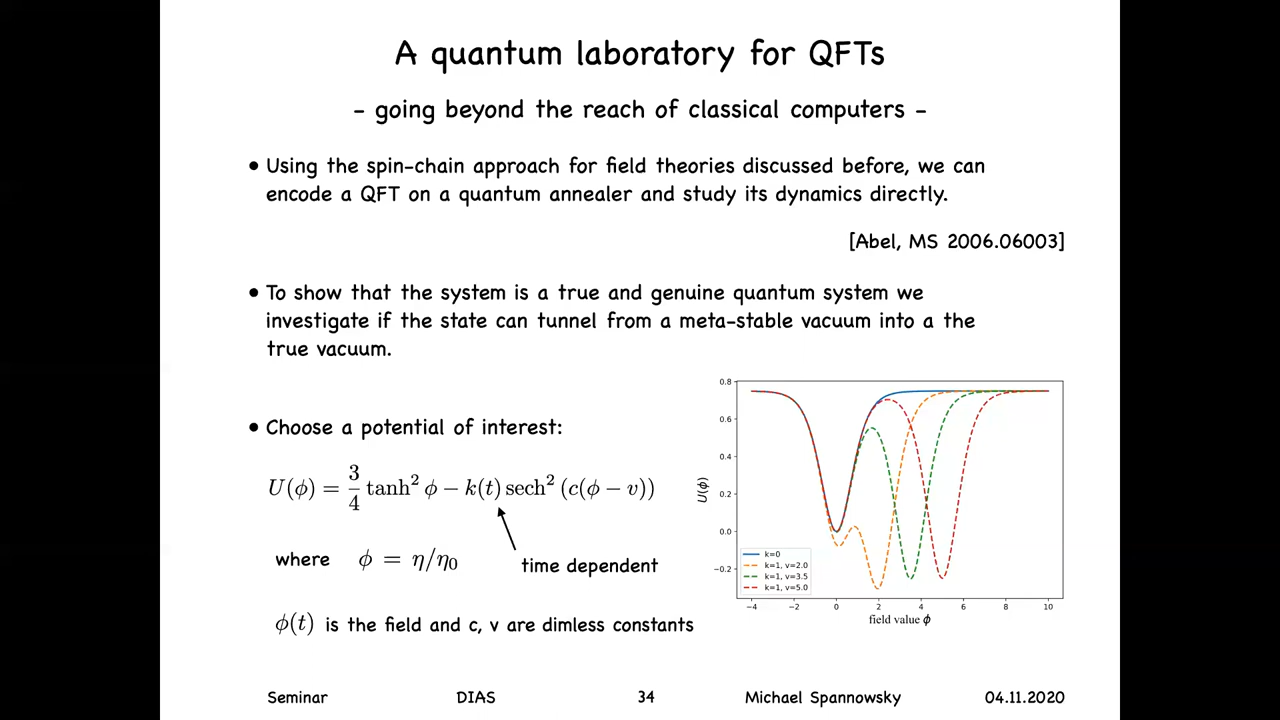 A quantum laboratory for QFTs
- going beyond the reach of classical computers -
• Using the spin-chain approach for field theories discussed before, we can
encode a QFT on a quantum annealer and study its dynamics directly.
[Abel, MS 2006.06003]
• To show that the system is a true and genuine quantum system we
investigate if the state can tunnel from a meta-stable vacuum into a the
true vacuum.
• Choose a potential of interest:
U(ϕ) = 3/4 tanh² ϕ − k(t) sech² (c(ϕ − v))
time dependent
where ϕ = η/η₀
ϕ(t) is the field and c, v are dimless constants
0.8
0.6
0.4
0.2
0.0
−0.2
U(ϕ)
k=0
k=1, v=2.0
k=1, v=3.5
k=1, v=5.0
−4 −2 0 2 4 6 8 10
field value ϕ
Seminar DIAS 34 Michael Spannowsky 04.11.2020